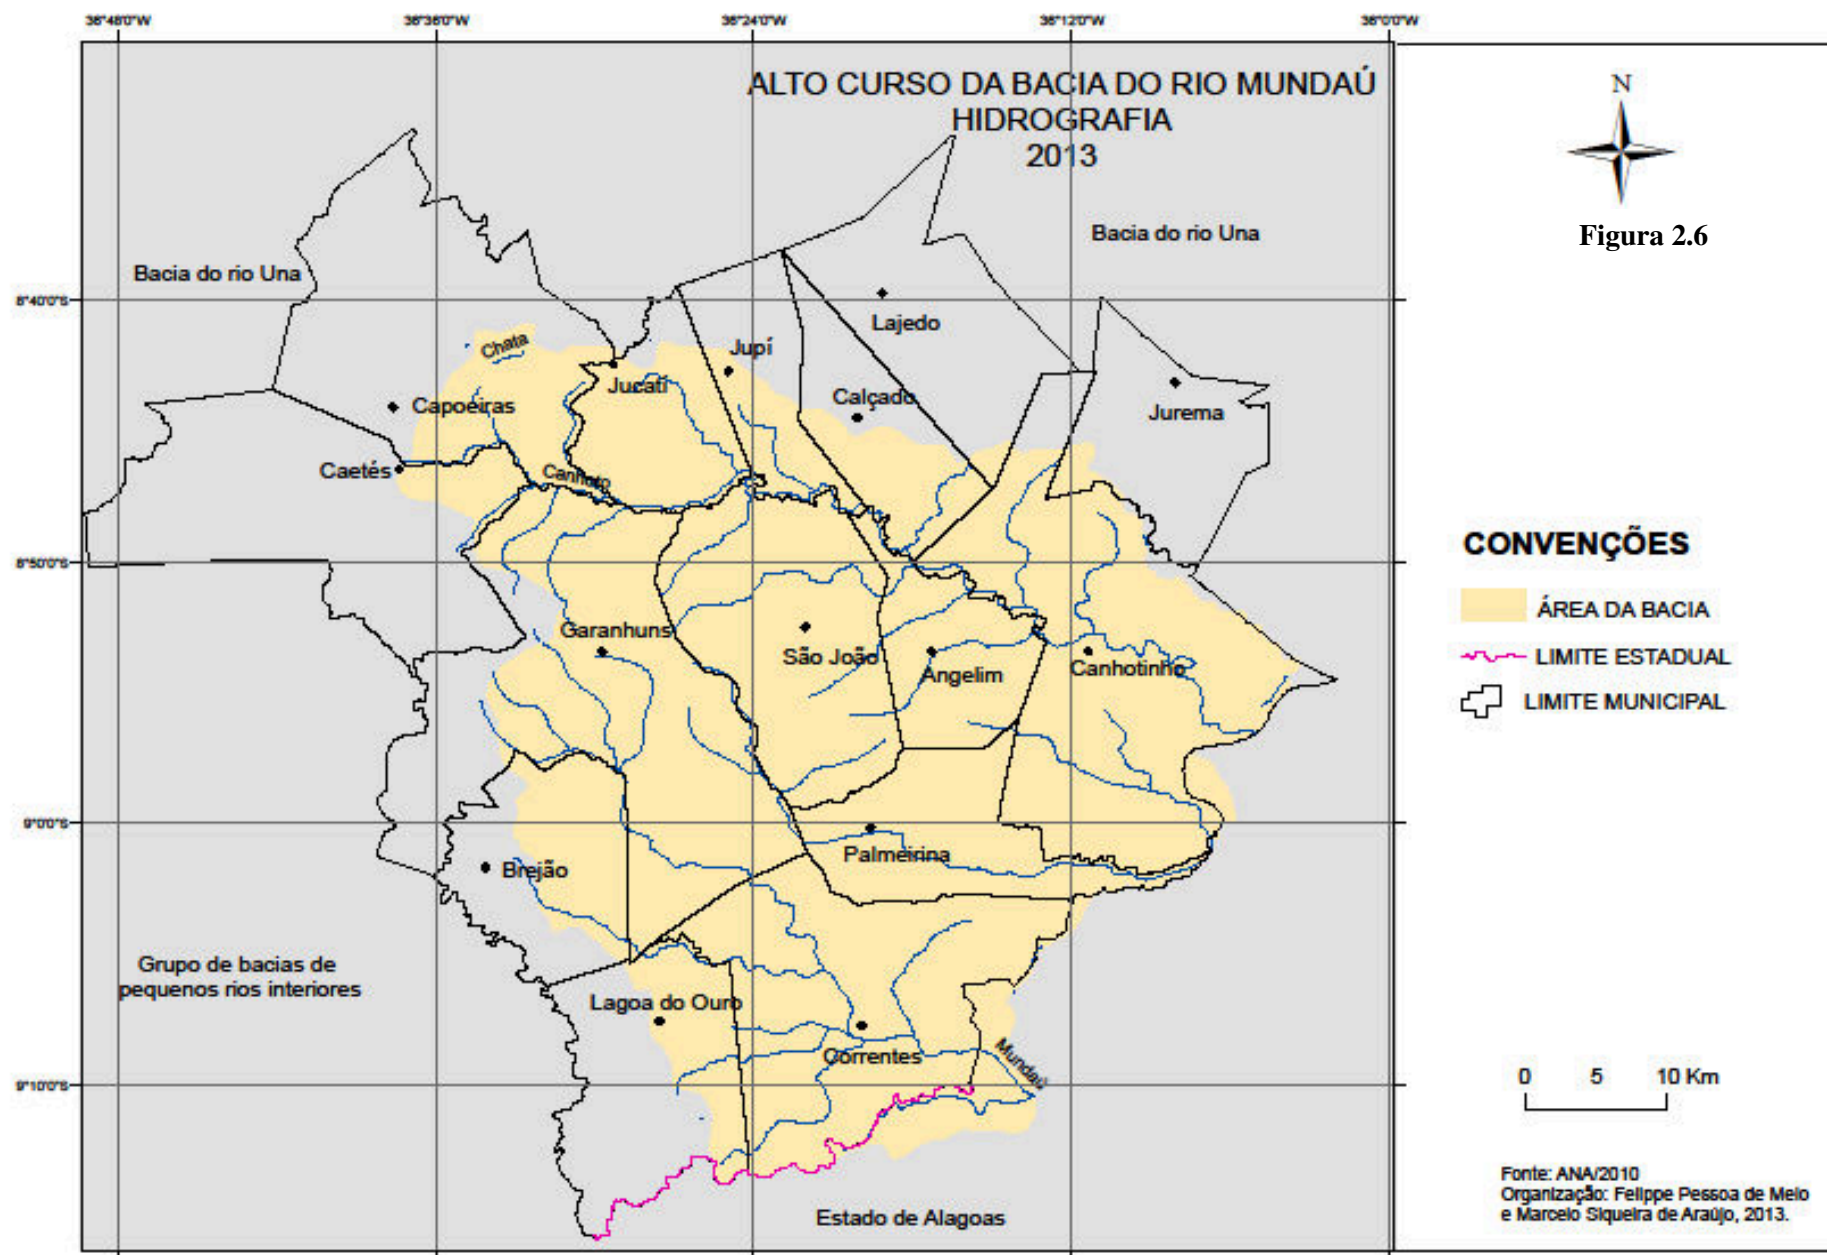 36°48'0"W
36°36'0"W
36°24'0"W
36°12'0"W
36°0'0"W
ALTO CURSO DA BACIA DO RIO MUNDAÚ
HIDROGRAFIA
2013
N
Figura 2.6
Bacia do rio Una
Bacia do rio Una
8°40'0"S
Lajedo
Chata
Jupí
Jucatí
Calçado
Capoeiras
Jurema
Caetés
Canhoto
CONVENÇÕES
8°50'0"S
ÁREA DA BACIA
Garanhuns
São João
Angelim
Canhotinho
LIMITE ESTADUAL
LIMITE MUNICIPAL
9°0'0"S
Palmeirina
Brejão
Grupo de bacias de
pequenos rios interiores
Lagoa do Ouro
Correntes
Mundaú
9°10'0"S
0 5 10 Km
Estado de Alagoas
Fonte: ANA/2010
Organização: Felippe Pessoa de Melo
e Marcelo Siqueira de Araújo, 2013.